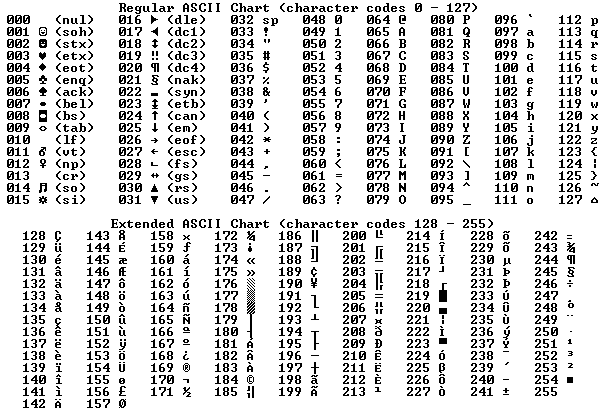 Regular ASCII Chart (character codes 0 - 127)
000 (nul) 016 ► (dle) 032 sp 048 0 064 @ 080 P 096 ` 112 p
001 ☺ (soh) 017 ◄ (dc1) 033 ! 049 1 065 A 081 Q 097 a 113 q
002 ☻ (stx) 018 ↕ (dc2) 034 " 050 2 066 B 082 R 098 b 114 r
003 ♥ (etx) 019 ‼ (dc3) 035 # 051 3 067 C 083 S 099 c 115 s
004 ♦ (eot) 020 ¶ (dc4) 036 $ 052 4 068 D 084 T 100 d 116 t
005 ♣ (enq) 021 § (nak) 037 % 053 5 069 E 085 U 101 e 117 u
006 ♠ (ack) 022 ▬ (syn) 038 & 054 6 070 F 086 V 102 f 118 v
007 • (bel) 023 ↨ (etb) 039 ' 055 7 071 G 087 W 103 g 119 w
008 ◘ (bs) 024 ↑ (can) 040 ( 056 8 072 H 088 X 104 h 120 x
009 ○ (tab) 025 ↓ (em) 041 ) 057 9 073 I 089 Y 105 i 121 y
010 (lf) 026 → (eof) 042 * 058 : 074 J 090 Z 106 j 122 z
011 ♂ (vt) 027 ← (esc) 043 + 059 ; 075 K 091 [ 107 k 123 {
012 ♀ (np) 028 ∟ (fs) 044 , 060 < 076 L 092 \ 108 l 124 ¦
013 (cr) 029 ↔ (gs) 045 - 061 = 077 M 093 ] 109 m 125 }
014 ♫ (so) 030 ▲ (rs) 046 . 062 > 078 N 094 ^ 110 n 126 ~
015 ☼ (si) 031 ▼ (us) 047 / 063 ? 079 O 095 _ 111 o 127 ⌂
Extended ASCII Chart (character codes 128 - 255)
128 Ç 143 Å 158 × 172 ¼ 186 ║ 200 ╚ 214 Í 228 õ 242 ‗
129 ü 144 É 159 ƒ 173 ¡ 187 ╗ 201 ╔ 215 Î 229 Õ 243 ¾
130 é 145 æ 160 á 174 « 188 ╝ 202 ╩ 216 Ï 230 µ 244 ¶
131 â 146 Æ 161 í 175 » 189 ¢ 203 ╦ 217 ┘ 231 þ 245 §
132 ä 147 ô 162 ó 176 ░ 190 ¥ 204 ╠ 218 ┌ 232 Þ 246 ÷
133 à 148 ö 163 ú 177 ▒ 191 ┐ 205 ═ 219 █ 233 Ú 247 ¸
134 å 149 ò 164 ñ 178 ▓ 192 └ 206 ╬ 220 ▄ 234 Û 248 °
135 ç 150 û 165 Ñ 179 │ 193 ┴ 207 ¤ 221 ¦ 235 Ù 249 ¨
136 ê 151 ù 166 ª 180 ┤ 194 ┬ 208 ð 222 Ì 236 ý 250 ·
137 ë 152 ÿ 167 º 181 Á 195 ├ 209 Ð 223 ▀ 237 Ý 251 ¹
138 è 153 Ö 168 ¿ 182 Â 196 ─ 210 Ê 224 Ó 238 ¯ 252 ³
139 ï 154 Ü 169 ® 183 À 197 ┼ 211 Ë 225 ß 239 ´ 253 ²
140 î 155 ø 170 ¬ 184 © 198 ã 212 È 226 Ô 240 - 254 ■
141 ì 156 £ 171 ½ 185 ╣ 199 Ã 213 ı 227 Ò 241 ± 255
142 Ä 157 Ø